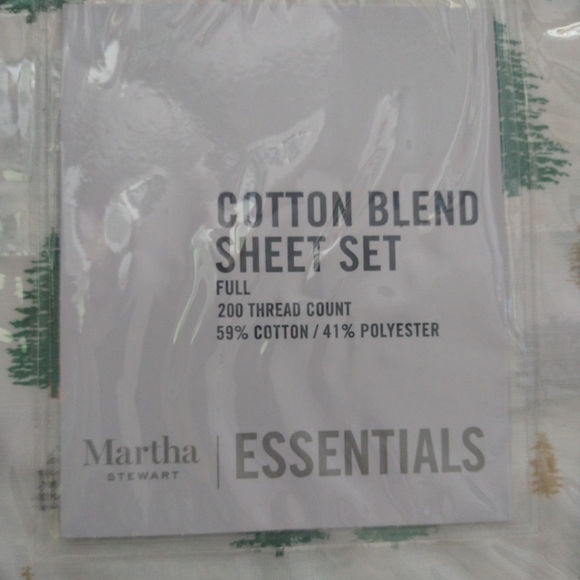 COTTON BLEND
SHEET SET
FULL
200 THREAD COUNT
59% COTTON / 41% POLYESTER
Martha
STEWART
ESSENTIALS